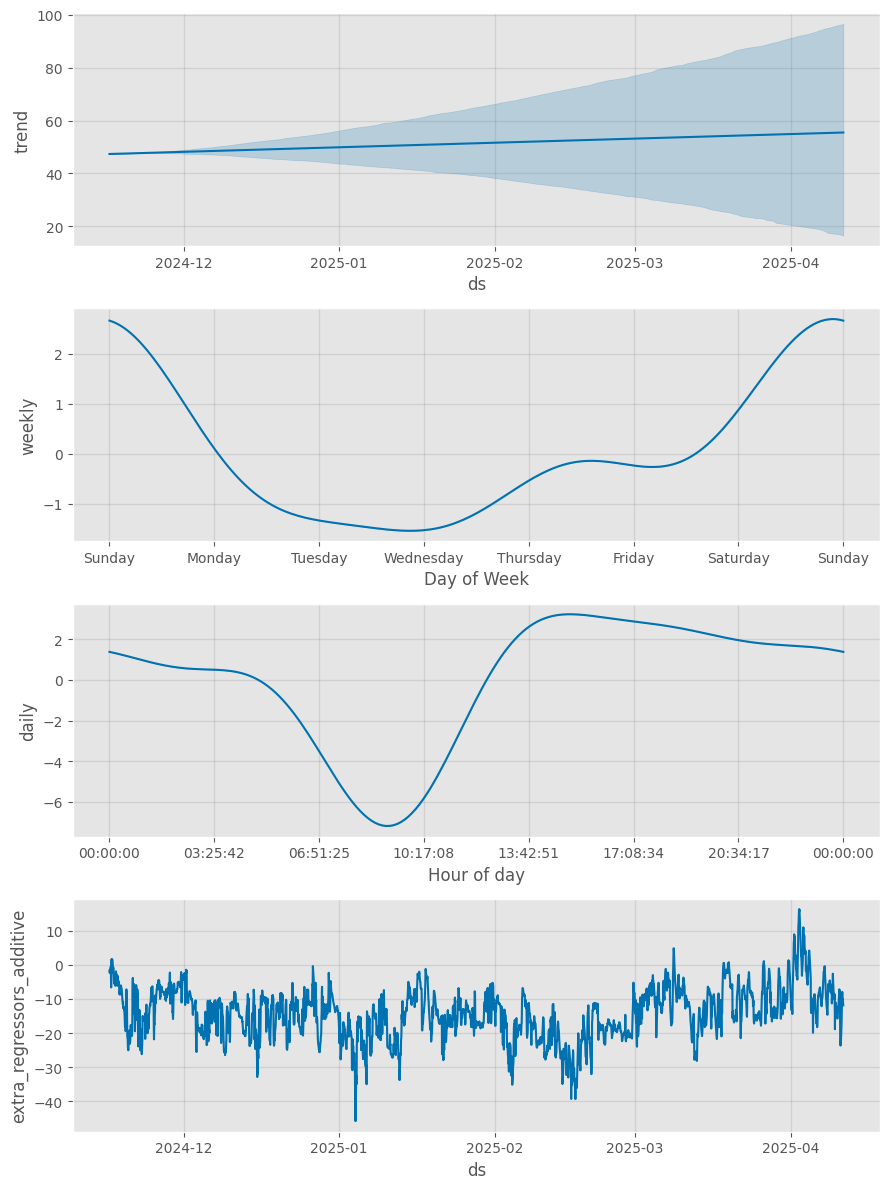 trend
100
80
60
40
20
2024-12 2025-01 2025-02 2025-03 2025-04
ds
weekly
2
1
0
−1
Sunday Monday Tuesday Wednesday Thursday Friday Saturday Sunday
Day of Week
daily
2
0
−2
−4
−6
00:00:00 03:25:42 06:51:25 10:17:08 13:42:51 17:08:34 20:34:17 00:00:00
Hour of day
extra_regressors_additive
10
0
−10
−20
−30
−40
2024-12 2025-01 2025-02 2025-03 2025-04
ds